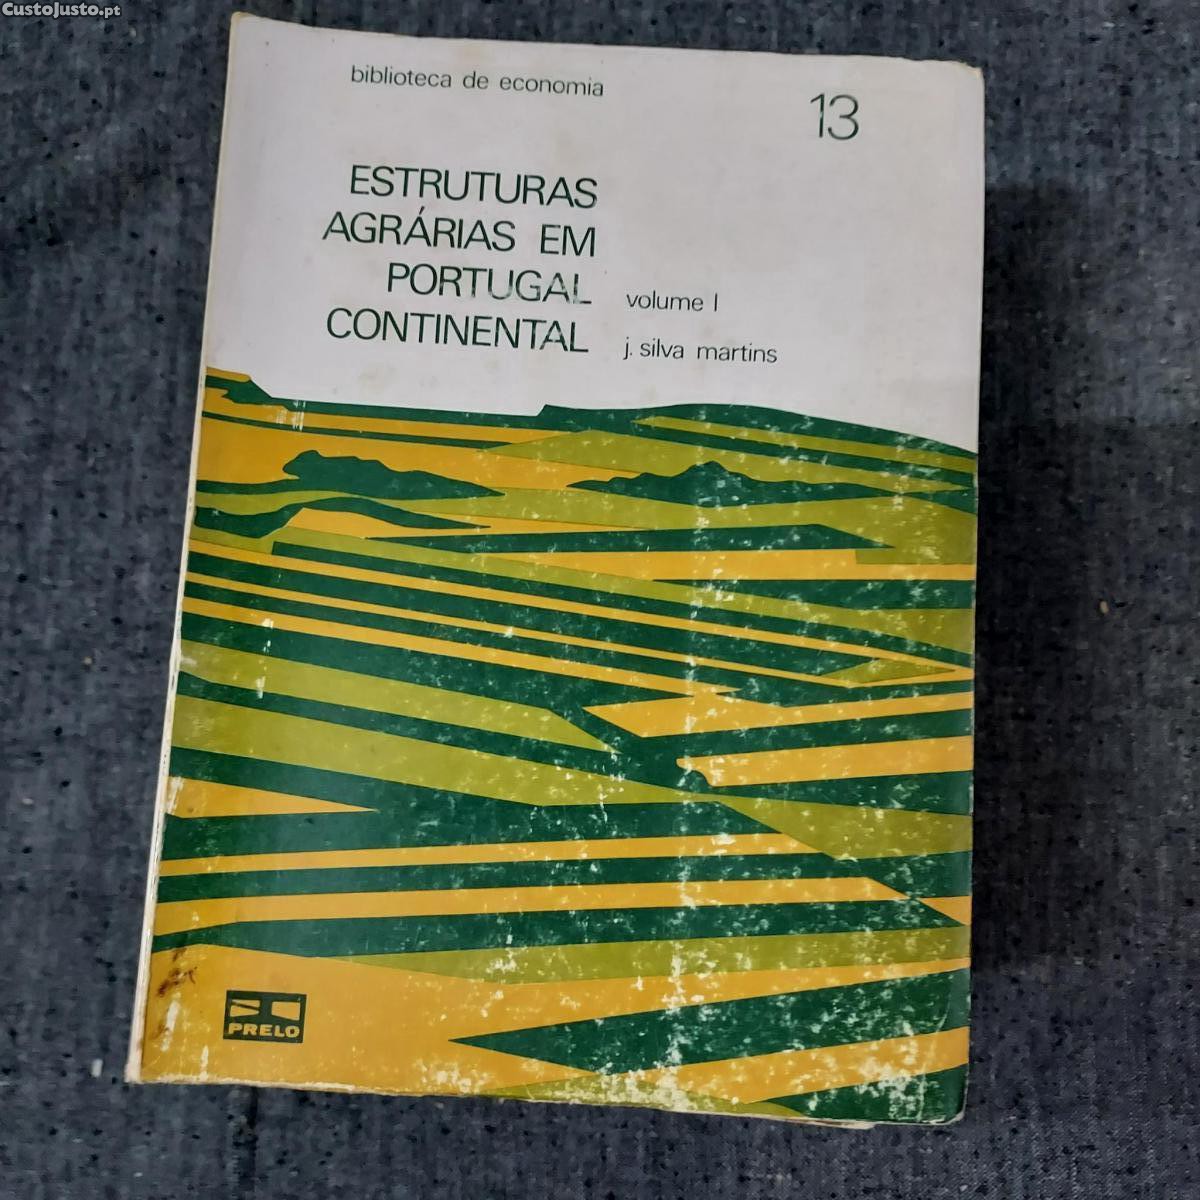 CustoJusto.pt
biblioteca de economia
13
ESTRUTURAS
AGRÁRIAS EM
PORTUGAL
CONTINENTAL
volume I
j. silva martins
PRELO